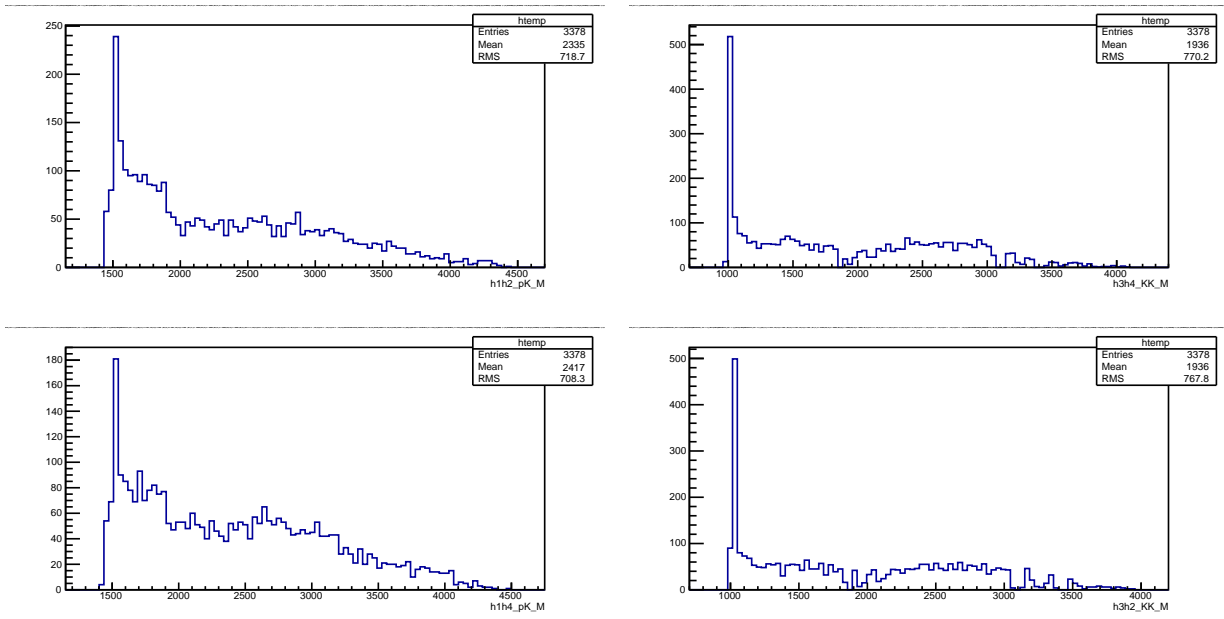 htemp
Entries 3378
Mean 2335
RMS 718.7
250
200
150
100
50
0
1500 2000 2500 3000 3500 4000 4500
h1h2_pK_M
htemp
Entries 3378
Mean 1936
RMS 770.2
500
400
300
200
100
0
1000 1500 2000 2500 3000 3500 4000
h3h4_KK_M
htemp
Entries 3378
Mean 2417
RMS 708.3
180
160
140
120
100
80
60
40
20
0
1500 2000 2500 3000 3500 4000 4500
h1h4_pK_M
htemp
Entries 3378
Mean 1936
RMS 767.8
500
400
300
200
100
0
1000 1500 2000 2500 3000 3500 4000
h3h2_KK_M